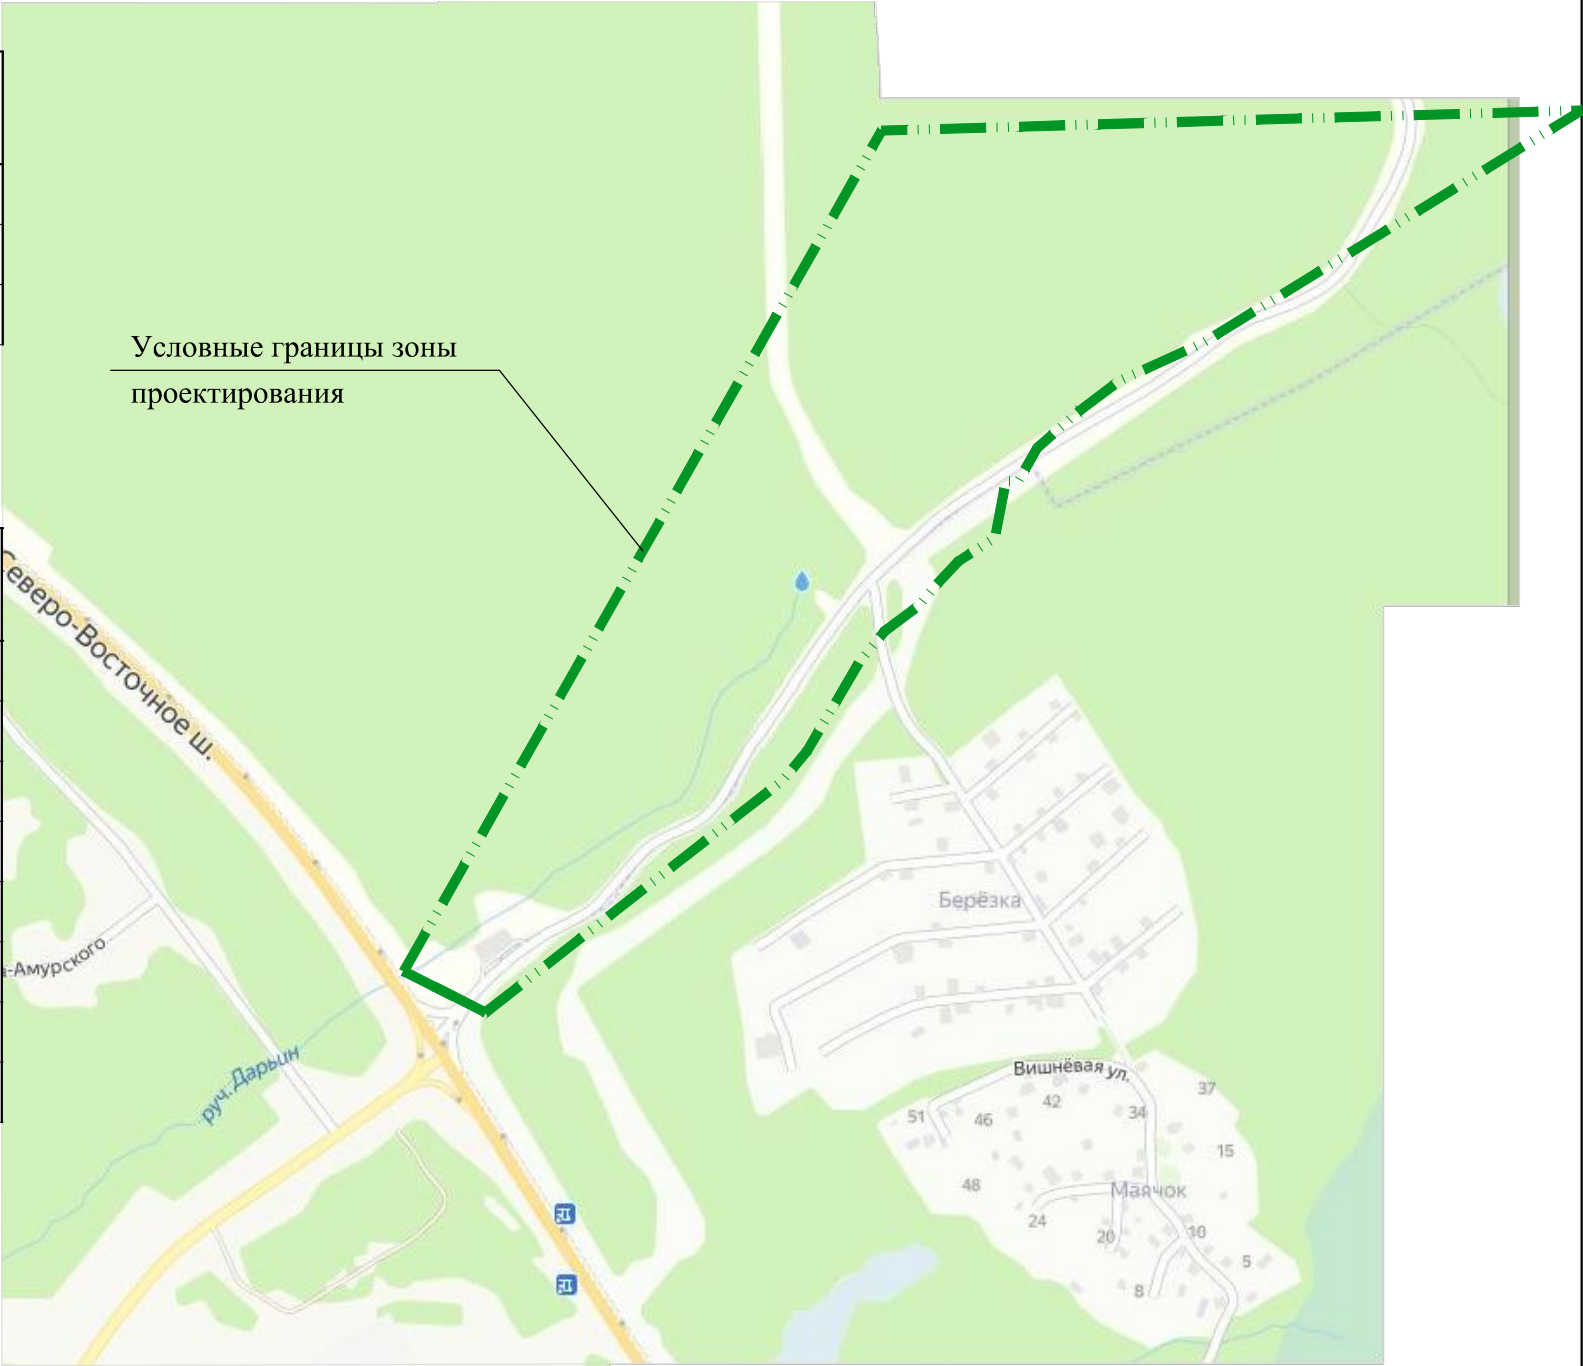 Условные границы зоны
проектирования
Северо-Восточное ш.
а-Амурского
руч. Дарьин
Берёзка
Вишнёвая ул.
51
46
42
34
37
15
48
Маячок
24
20
10
5
8